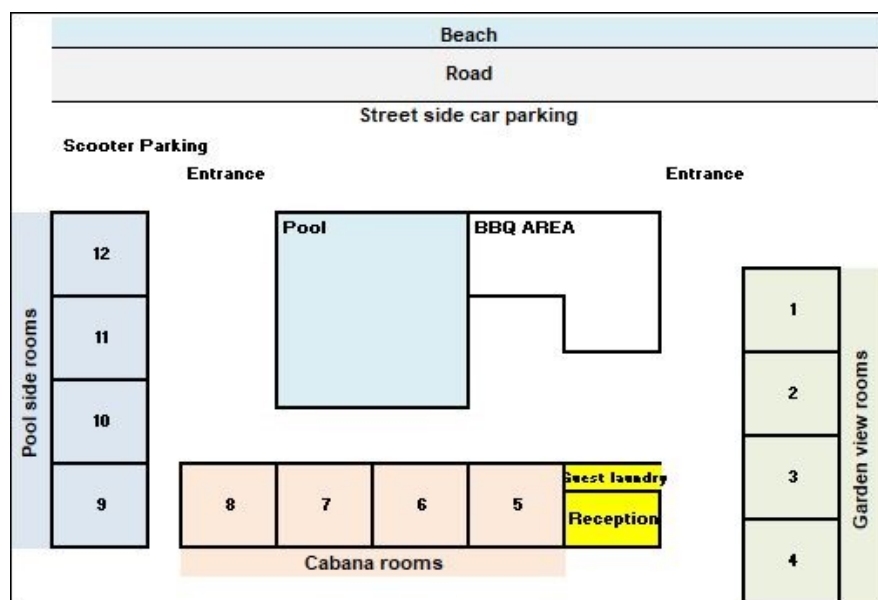 Beach
Road
Street side car parking
Scooter Parking
Entrance
Entrance
Pool
BBQ AREA
12
1
11
2
10
3
Guest laundry
9
8
7
6
5
Reception
4
Cabana rooms
Pool side rooms
Garden view rooms